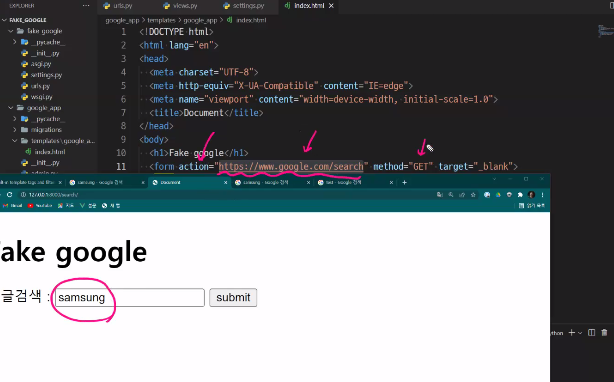 EXPLORER
urls.py views.py settings.py index.html
FAKE_GOOGLE
google_app > templates > google_app > index.html
fake google
__pycache__
__init__.py
asgi.py
settings.py
urls.py
wsgi.py
google_app
__pycache__
migrations
templates\google_a...
index.html
__init__.py
1 <!DOCTYPE html>
2 <html lang="en">
3 <head>
4 <meta charset="UTF-8">
5 <meta http-equiv="X-UA-Compatible" content="IE=edge">
6 <meta name="viewport" content="width=device-width, initial-scale=1.0">
7 <title>Document</title>
8 </head>
9 <body>
10 <h1>Fake google</h1>
11 <form action="https://www.google.com/search" method="GET" target="_blank">
samsung - Google 검색 Document samsung - Google 검색 test - Google 검색
127.0.0.1:8000/search/
Gmail YouTube 지도
fake google
글검색 : samsung submit